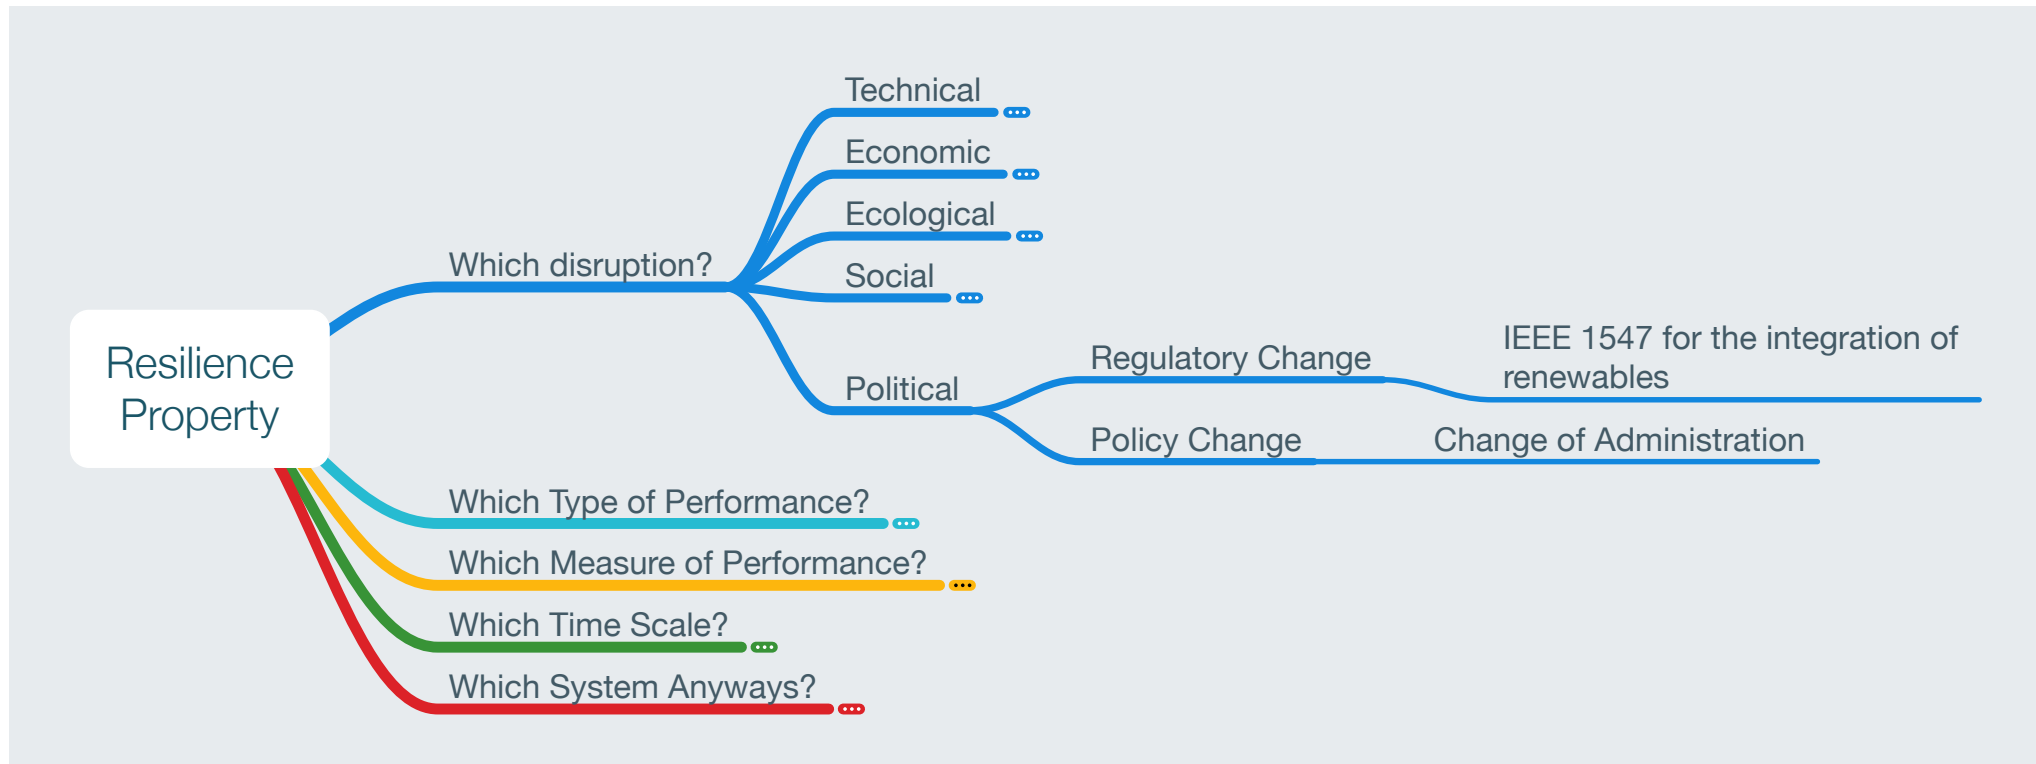 Resilience
Property
Which disruption?
Technical
Economic
Ecological
Social
Political
Regulatory Change
IEEE 1547 for the integration of
renewables
Policy Change
Change of Administration
Which Type of Performance?
Which Measure of Performance?
Which Time Scale?
Which System Anyways?